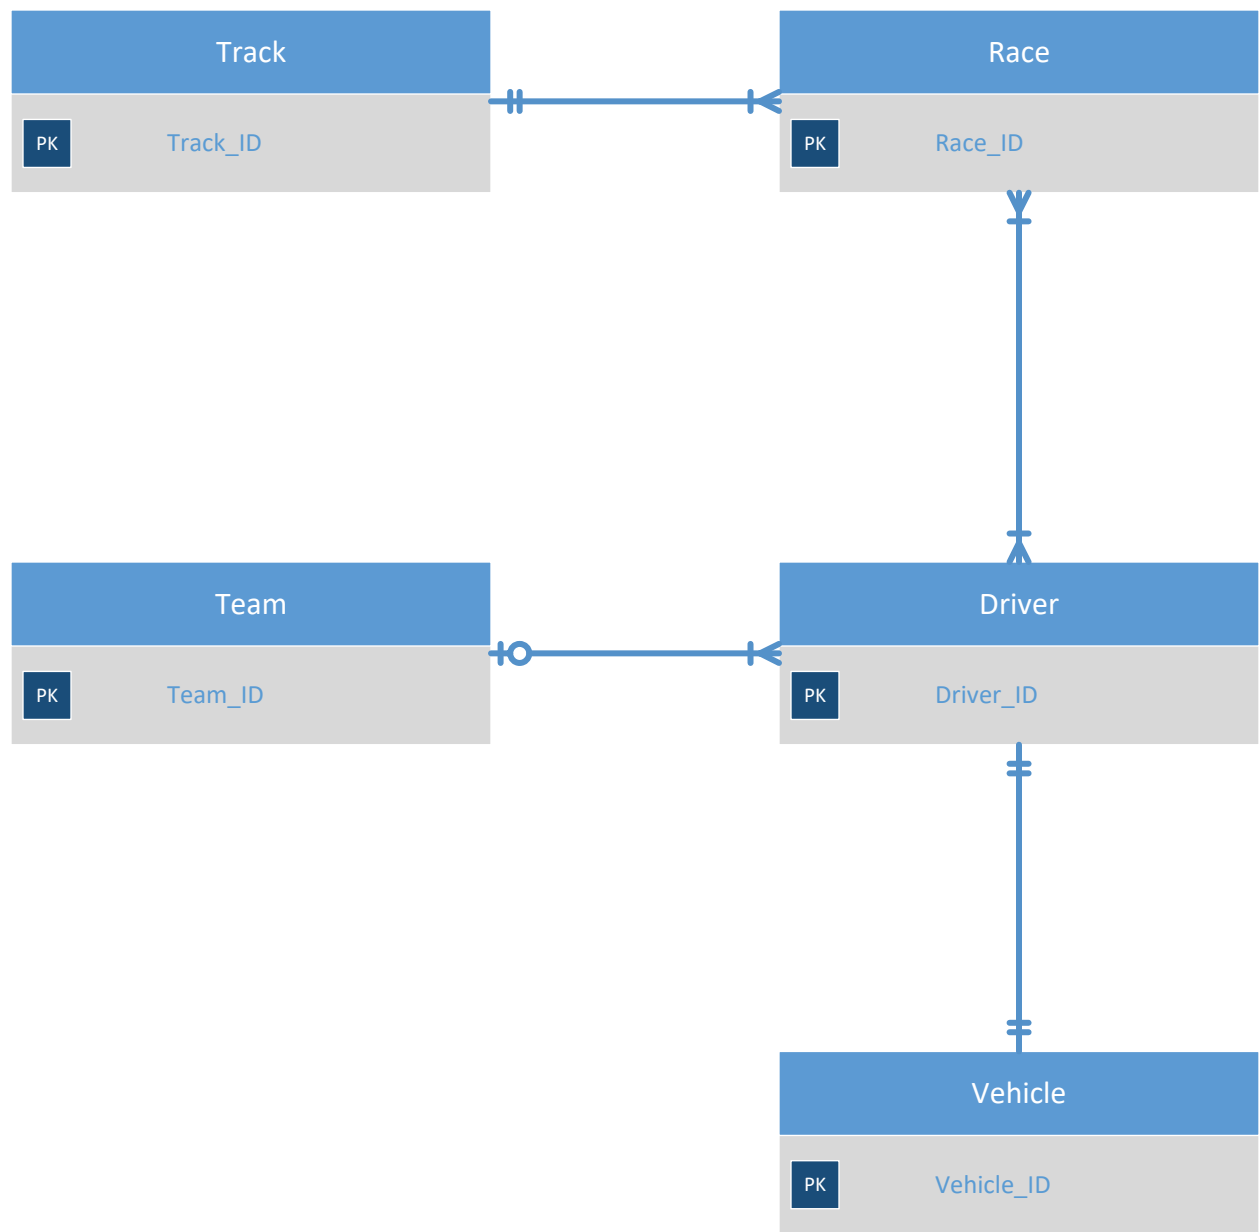 Track
PK Track_ID
Race
PK Race_ID
Team
PK Team_ID
Driver
PK Driver_ID
Vehicle
PK Vehicle_ID